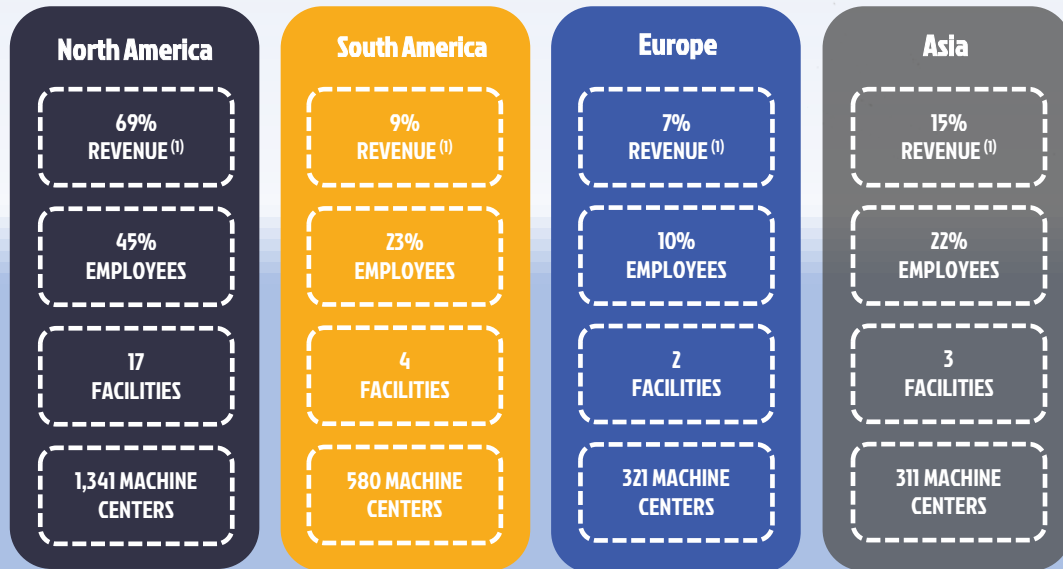 North America
69%
REVENUE (1)
45%
EMPLOYEES
17
FACILITIES
1,341 MACHINE
CENTERS
South America
9%
REVENUE (1)
23%
EMPLOYEES
4
FACILITIES
580 MACHINE
CENTERS
Europe
7%
REVENUE (1)
10%
EMPLOYEES
2
FACILITIES
321 MACHINE
CENTERS
Asia
15%
REVENUE (1)
22%
EMPLOYEES
3
FACILITIES
311 MACHINE
CENTERS